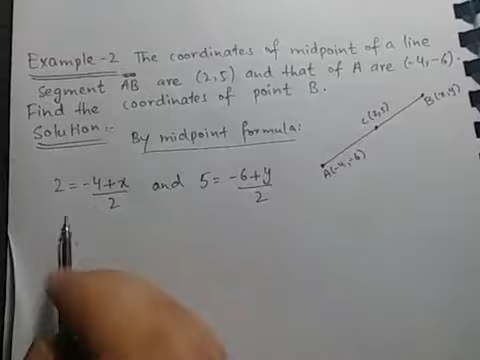 Example-2 The coordinates of midpoint of a line
segment AB are (2,5) and that of A are (-4,-6).
Find the coordinates of point B.
Solution:- By midpoint formula:
B(x,y)
C(2,5)
A(-4,-6)
2 = -4+x/2 and 5 = -6+y/2